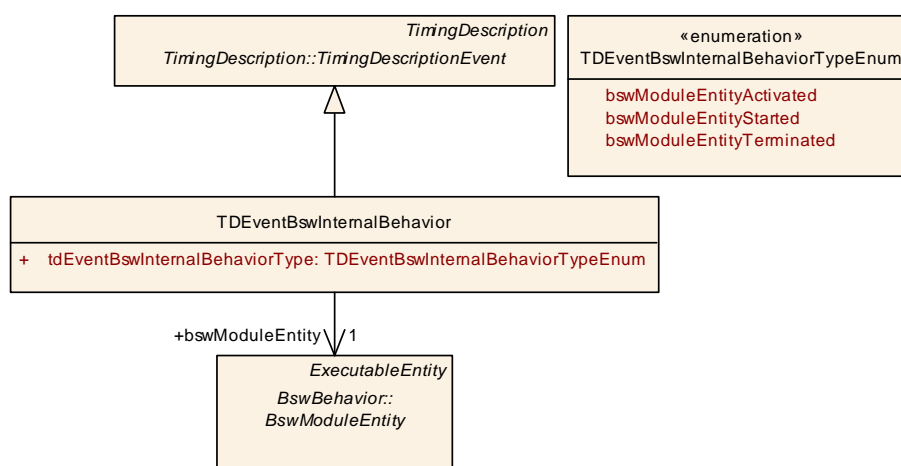 TimingDescription
TimingDescription::TimingDescriptionEvent
«enumeration»
TDEventBswInternalBehaviorTypeEnum
bswModuleEntityActivated
bswModuleEntityStarted
bswModuleEntityTerminated
TDEventBswInternalBehavior
+ tdEventBswInternalBehaviorType: TDEventBswInternalBehaviorTypeEnum
+bswModuleEntity 1
ExecutableEntity
BswBehavior::
BswModuleEntity